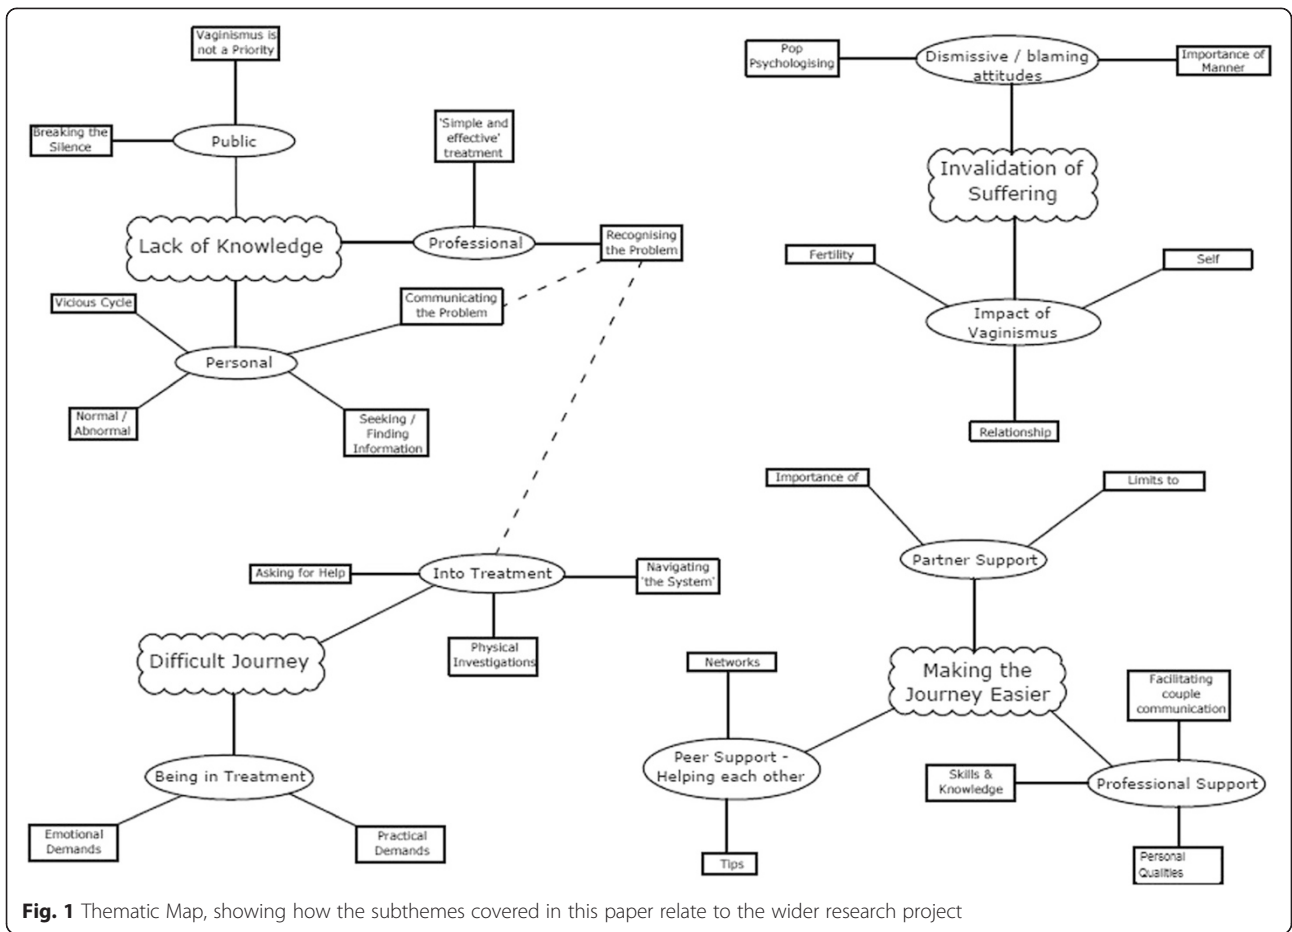 Vaginismus is
not a Priority
Breaking the
Silence
Public
'Simple and
effective'
treatment
Lack of Knowledge
Professional
Recognising
the Problem
Vicious Cycle
Communicating
the Problem
Personal
Normal /
Abnormal
Seeking /
Finding
Information
Pop
Psychologising
Dismissive / blaming
attitudes
Importance of
Manner
Invalidation of
Suffering
Fertility
Self
Impact of
Vaginismus
Relationship
Asking for Help
Into Treatment
Navigating
'the System'
Physical
Investigations
Difficult Journey
Being in Treatment
Emotional
Demands
Practical
Demands
Importance of
Limits to
Partner Support
Making the
Journey Easier
Networks
Peer Support -
Helping each other
Tips
Facilitating
couple
communication
Skills &
Knowledge
Professional Support
Personal
Qualities
Fig. 1 Thematic Map, showing how the subthemes covered in this paper relate to the wider research project